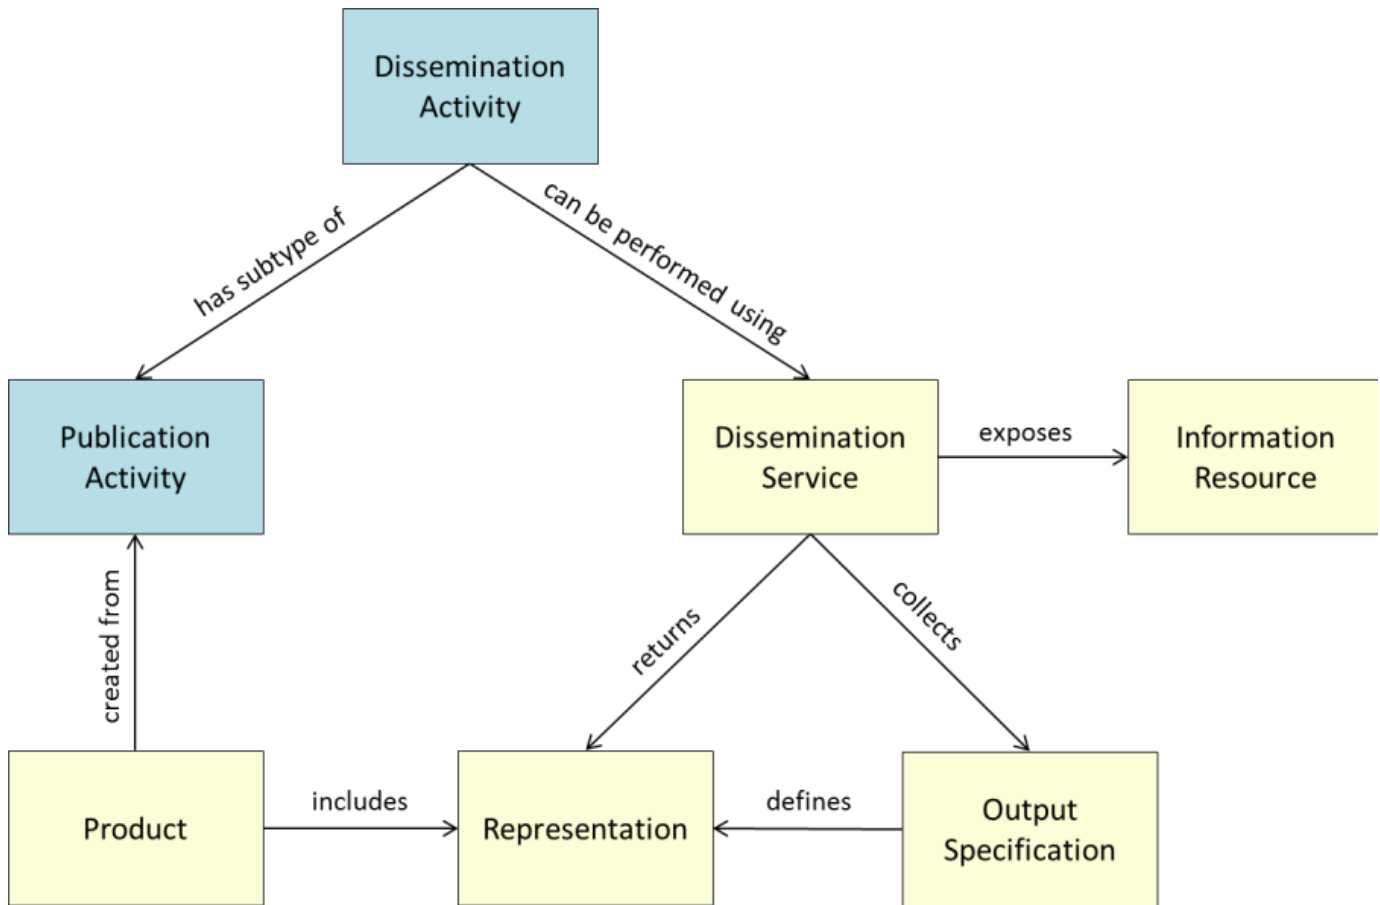 Dissemination
Activity
has subtype of
can be performed using
Publication
Activity
Dissemination
Service
exposes
Information
Resource
created from
returns
collects
Product
includes
Representation
defines
Output
Specification